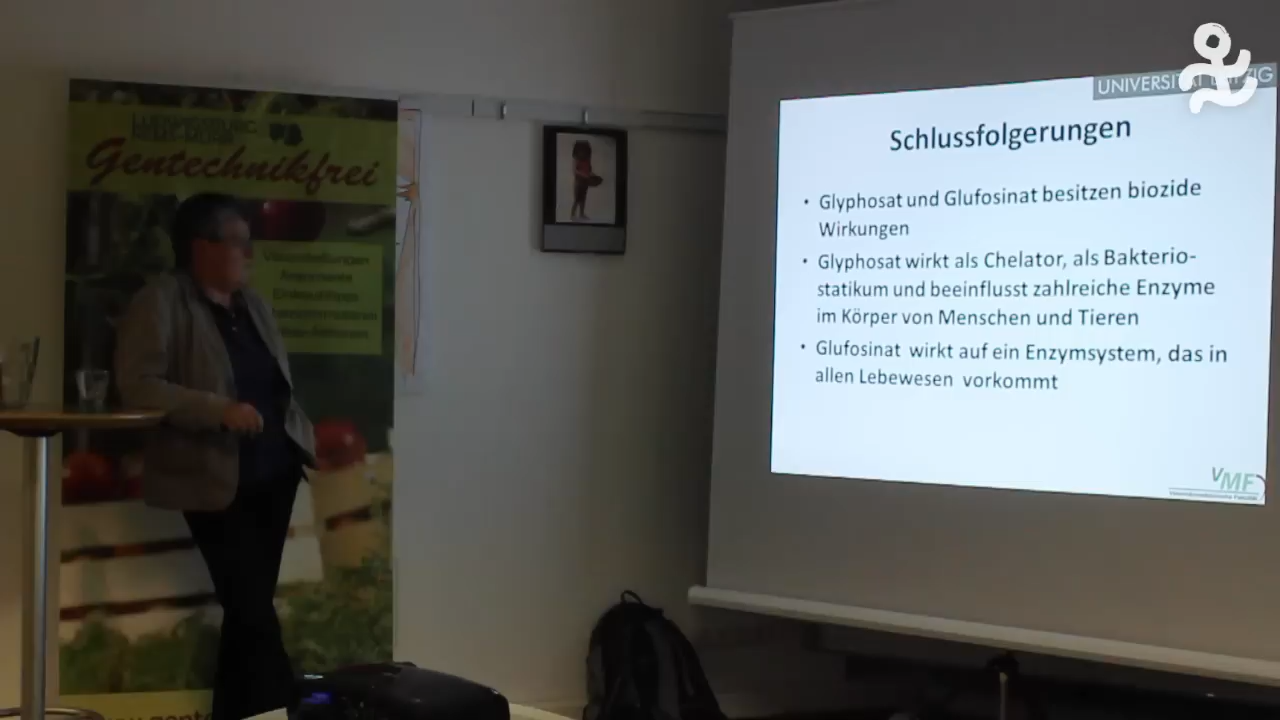 Gentechnikfrei
UNIVERSITÄT LEIPZIG
Schlussfolgerungen
• Glyphosat und Glufosinat besitzen biozide
Wirkungen
• Glyphosat wirkt als Chelator, als Bakterio-
statikum und beeinflusst zahlreiche Enzyme
im Körper von Menschen und Tieren
• Glufosinat wirkt auf ein Enzymsystem, das in
allen Lebewesen vorkommt
VMF